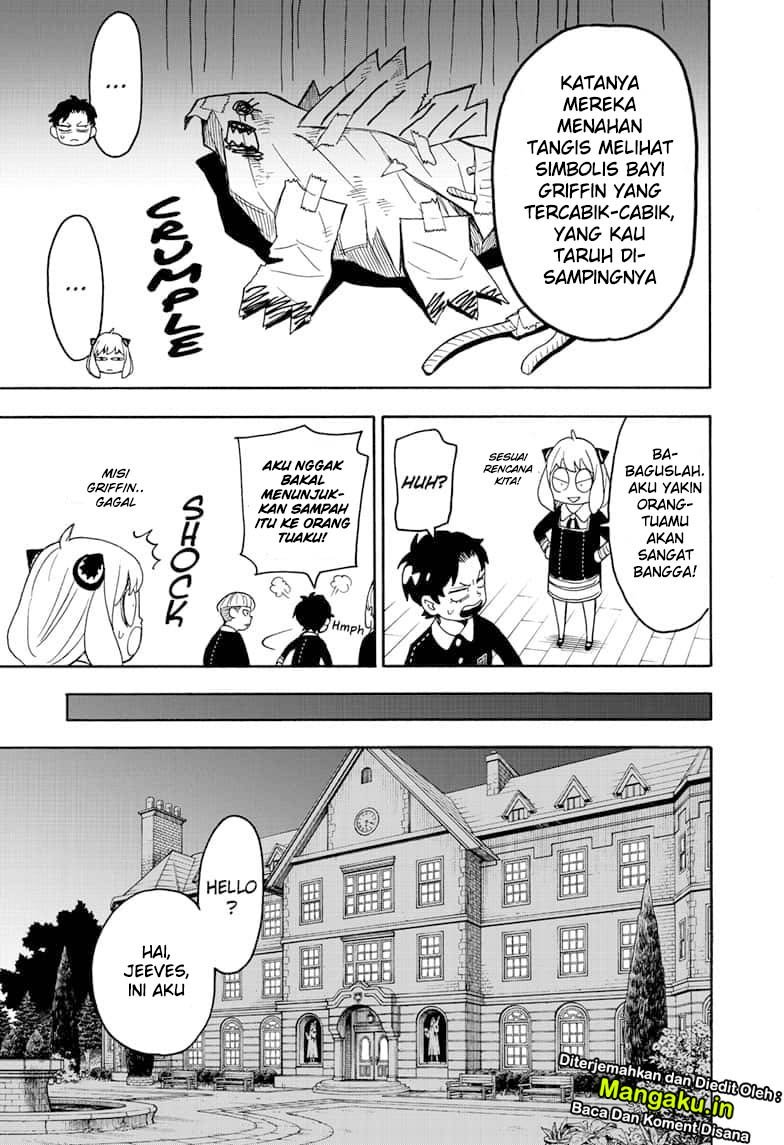 KATANYA
MEREKA
MENAHAN
TANGIS MELIHAT
SIMBOLIS BAYI
GRIFFIN YANG
TERCABIK-CABIK,
YANG KAU
TARUH DI-
SAMPINGNYA
...
CRUMPLE
...
BA-
BAGUSLAH.
AKU YAKIN
ORANG-
TUAMU
AKAN
SANGAT
BANGGA!
SESUAI
RENCANA
KITA!
HUH?
AKU NGGAK
BAKAL
MENUNJUK-
KAN SAMPAH
ITU KE ORANG
TUAKU!
Hmph
SHOCK
MISI
GRIFFIN..
GAGAL
HELLO
?
HAI,
JEEVES,
INI AKU
Diterjemahkan dan Diedit Oleh :
Mangaku.in
Baca Dan Koment Disana